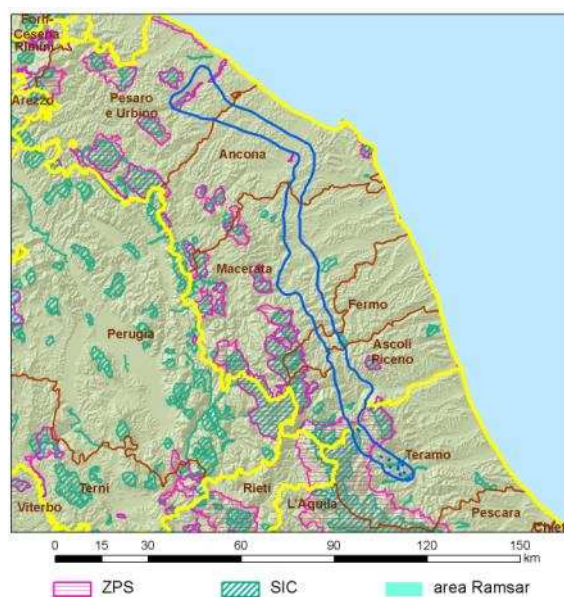 Forlì-
Cesena
Rimini
Arezzo
Pesaro
e Urbino
Ancona
Macerata
Fermo
Perugia
Ascoli
Piceno
Teramo
Terni
Rieti
L'Aquila
Viterbo
Pescara
Chieti
0 15 30 60 90 120 150
km
ZPS SIC area Ramsar